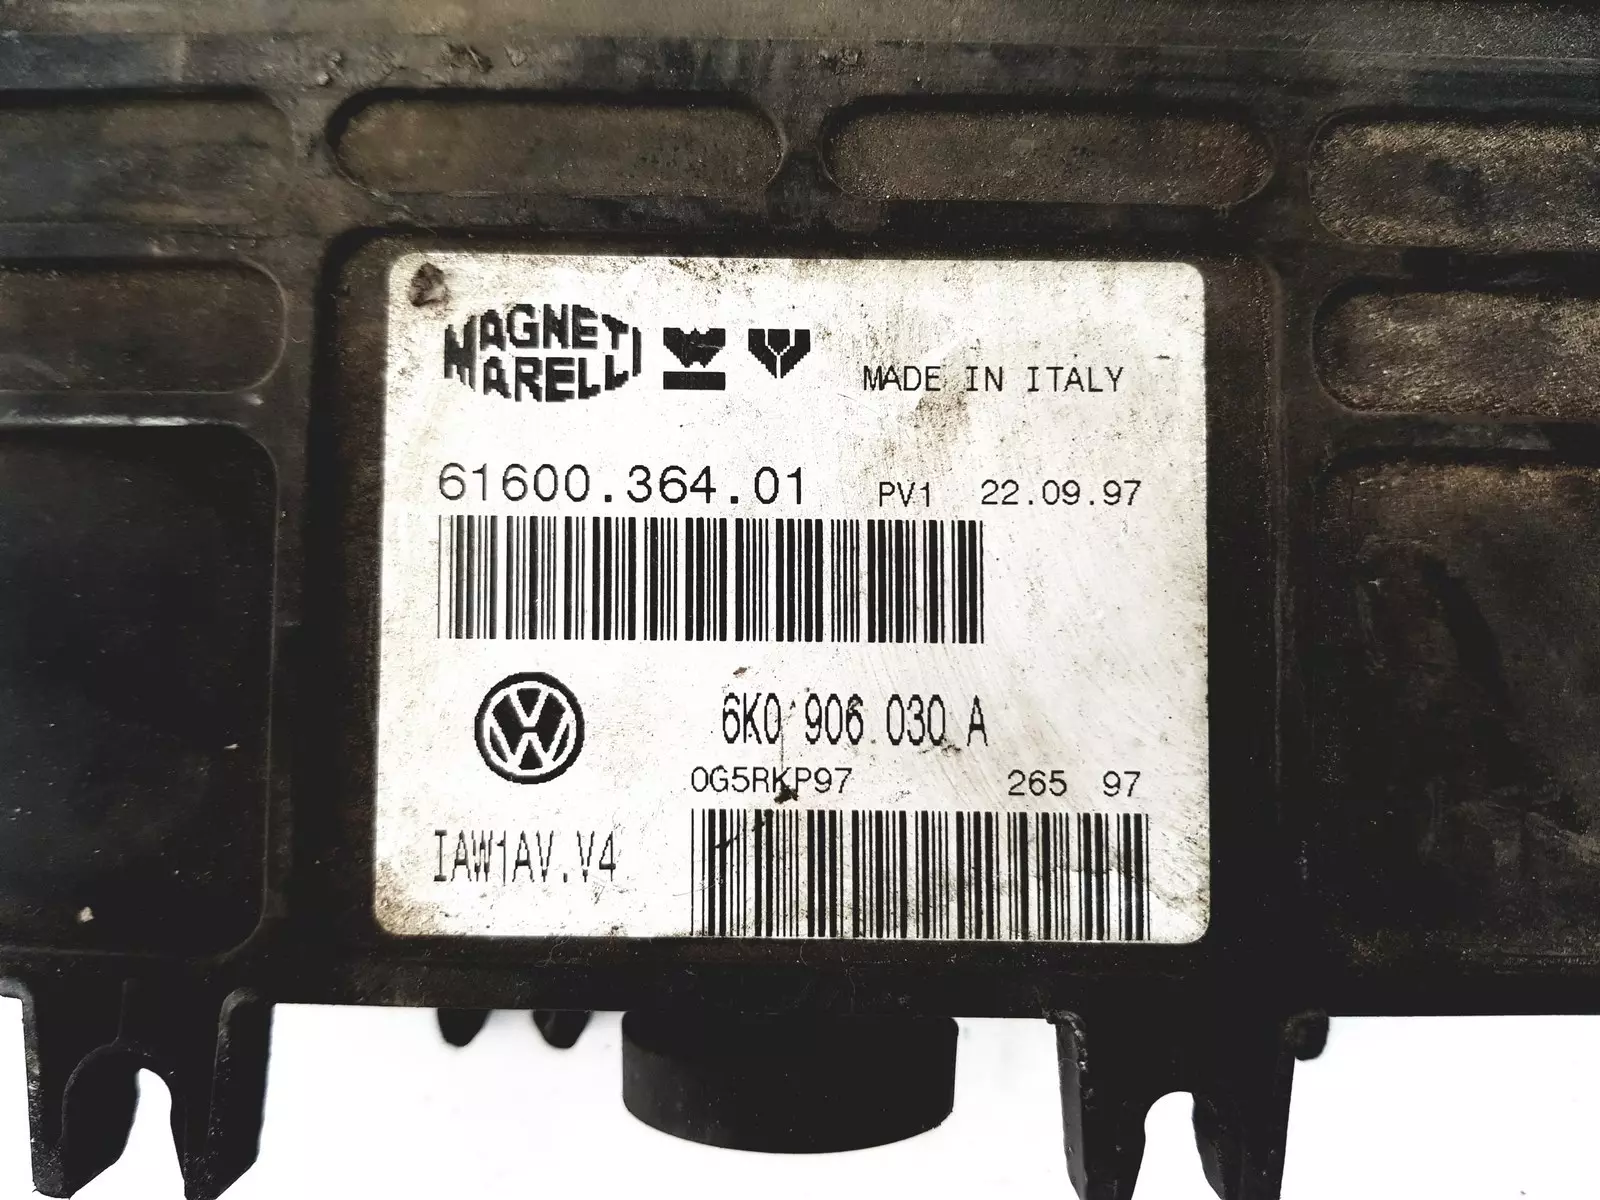 MAGNETI
MARELLI
MADE IN ITALY
61600.364.01 PV1 22.09.97
6K0 906 030 A
0G5RKP97 265 97
IAW1AV.V4